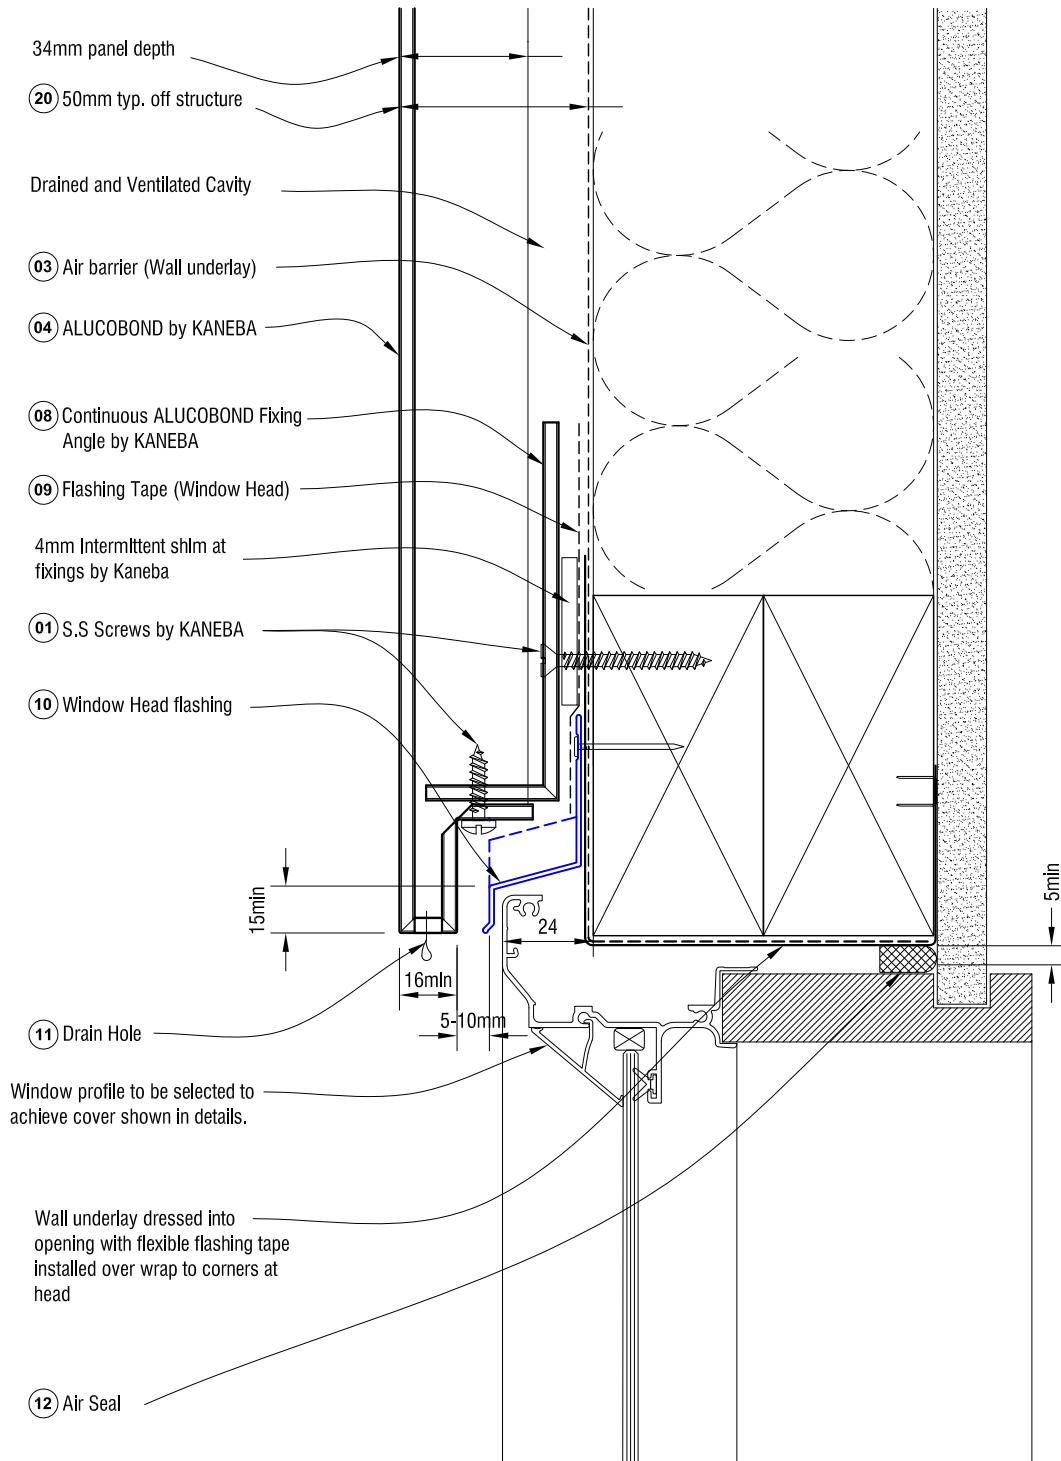 34mm panel depth
20 50mm typ. off structure
Drained and Ventilated Cavity
03 Air barrier (Wall underlay)
04 ALUCOBOND by KANEBA
08 Continuous ALUCOBOND Fixing
Angle by KANEBA
09 Flashing Tape (Window Head)
4mm Intermittent shim at
fixings by Kaneba
01 S.S Screws by KANEBA
10 Window Head flashing
15min
24
5min
16min
5-10mm
11 Drain Hole
Window profile to be selected to
achieve cover shown in details.
Wall underlay dressed into
opening with flexible flashing tape
installed over wrap to corners at
head
12 Air Seal